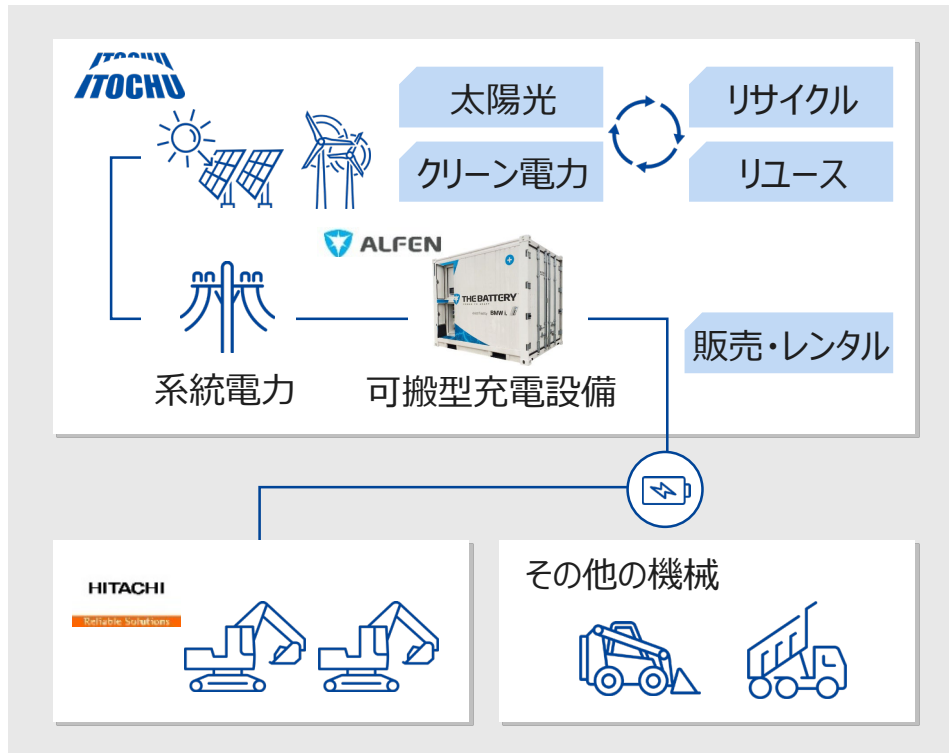 ITOCHU
太陽光
リサイクル
クリーン電力
リユース
ALFEN
THE BATTERY
BMW i
系統電力
可搬型充電設備
販売・レンタル
HITACHI
Reliable Solutions
その他の機械